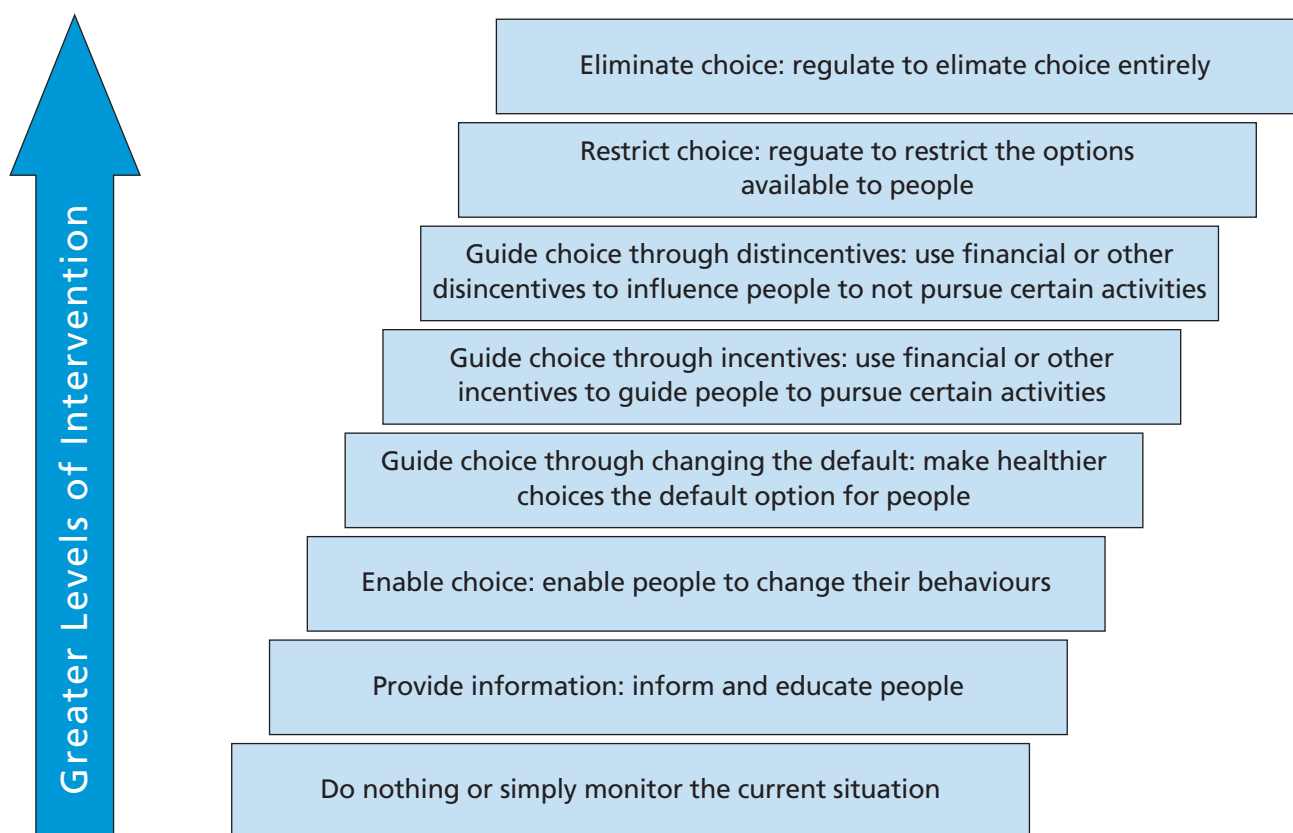 Eliminate choice: regulate to elimate choice entirely
Restrict choice: reguate to restrict the options
available to people
Guide choice through distincentives: use financial or other
disincentives to influence people to not pursue certain activities
Guide choice through incentives: use financial or other
incentives to guide people to pursue certain activities
Guide choice through changing the default: make healthier
choices the default option for people
Enable choice: enable people to change their behaviours
Provide information: inform and educate people
Do nothing or simply monitor the current situation
Greater Levels of Intervention